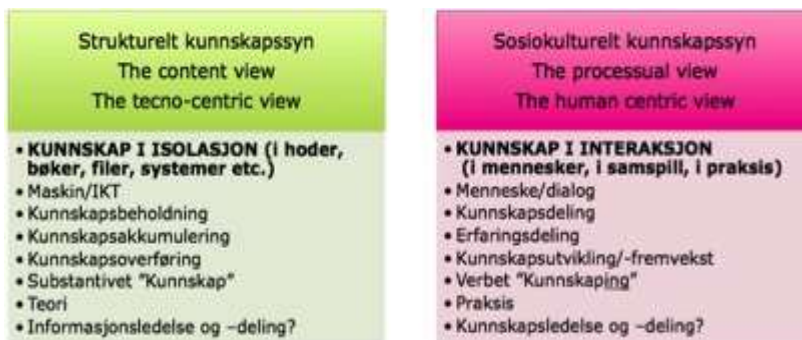 Strukturelt kunnskapssyn
The content view
The tecno-centric view
• KUNNSKAP I ISOLASJON (i hoder,
bøker, filer, systemer etc.)
• Maskin/IKT
• Kunnskapsbeholdning
• Kunnskapsakkumulering
• Kunnskapsoverføring
• Substantivet ”Kunnskap”
• Teori
• Informasjonsledelse og –deling?
Sosiokulturelt kunnskapssyn
The processual view
The human centric view
• KUNNSKAP I INTERAKSJON
(i mennesker, i samspill, i praksis)
• Menneske/dialog
• Kunnskapsdeling
• Erfaringsdeling
• Kunnskapsutvikling/-fremvekst
• Verbet ”Kunnskaping”
• Praksis
• Kunnskapsledelse og –deling?